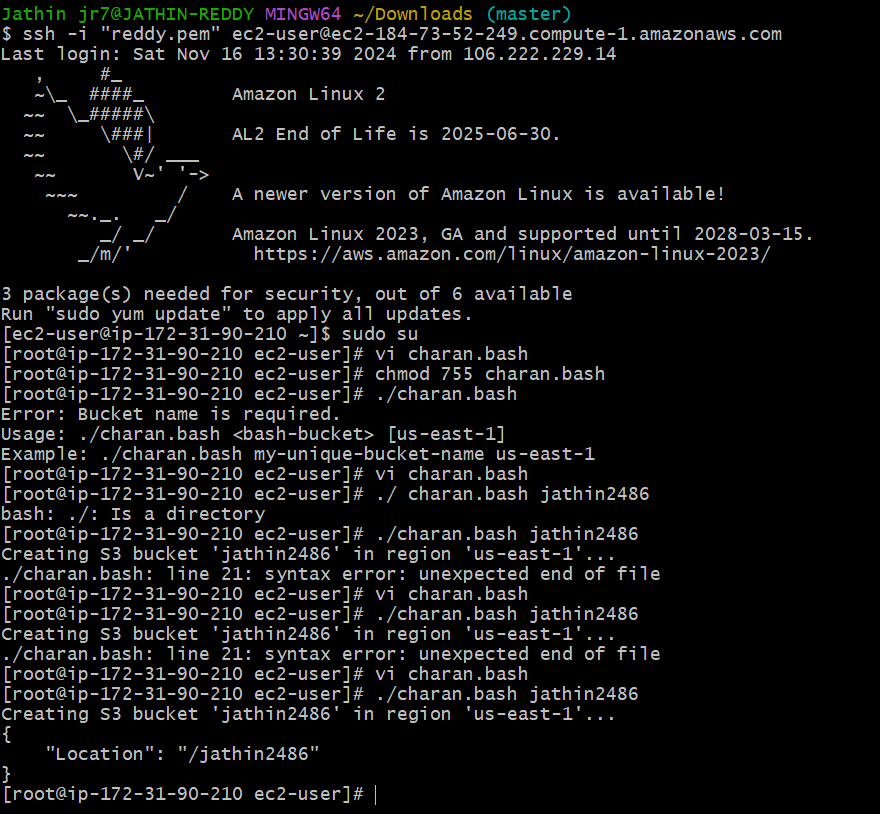 Jathin jr7@JATHIN-REDDY MINGW64 ~/Downloads (master)
$ ssh -i "reddy.pem" ec2-user@ec2-184-73-52-249.compute-1.amazonaws.com
Last login: Sat Nov 16 13:30:39 2024 from 106.222.229.14
   ,     #_
   ~\_  ####_        Amazon Linux 2
  ~~  \_#####\
  ~~     \###|       AL2 End of Life is 2025-06-30.
  ~~       \#/ ___
   ~~       V~' '->
    ~~~         /    A newer version of Amazon Linux is available!
      ~~._.   _/
         _/ _/       Amazon Linux 2023, GA and supported until 2028-03-15.
       _/m/'           https://aws.amazon.com/linux/amazon-linux-2023/
3 package(s) needed for security, out of 6 available
Run "sudo yum update" to apply all updates.
[ec2-user@ip-172-31-90-210 ~]$ sudo su
[root@ip-172-31-90-210 ec2-user]# vi charan.bash
[root@ip-172-31-90-210 ec2-user]# chmod 755 charan.bash
[root@ip-172-31-90-210 ec2-user]# ./charan.bash
Error: Bucket name is required.
Usage: ./charan.bash <bash-bucket> [us-east-1]
Example: ./charan.bash my-unique-bucket-name us-east-1
[root@ip-172-31-90-210 ec2-user]# vi charan.bash
[root@ip-172-31-90-210 ec2-user]# ./ charan.bash jathin2486
bash: ./: Is a directory
[root@ip-172-31-90-210 ec2-user]# ./charan.bash jathin2486
Creating S3 bucket 'jathin2486' in region 'us-east-1'...
./charan.bash: line 21: syntax error: unexpected end of file
[root@ip-172-31-90-210 ec2-user]# vi charan.bash
[root@ip-172-31-90-210 ec2-user]# ./charan.bash jathin2486
Creating S3 bucket 'jathin2486' in region 'us-east-1'...
./charan.bash: line 21: syntax error: unexpected end of file
[root@ip-172-31-90-210 ec2-user]# vi charan.bash
[root@ip-172-31-90-210 ec2-user]# ./charan.bash jathin2486
Creating S3 bucket 'jathin2486' in region 'us-east-1'...
{
    "Location": "/jathin2486"
}
[root@ip-172-31-90-210 ec2-user]#